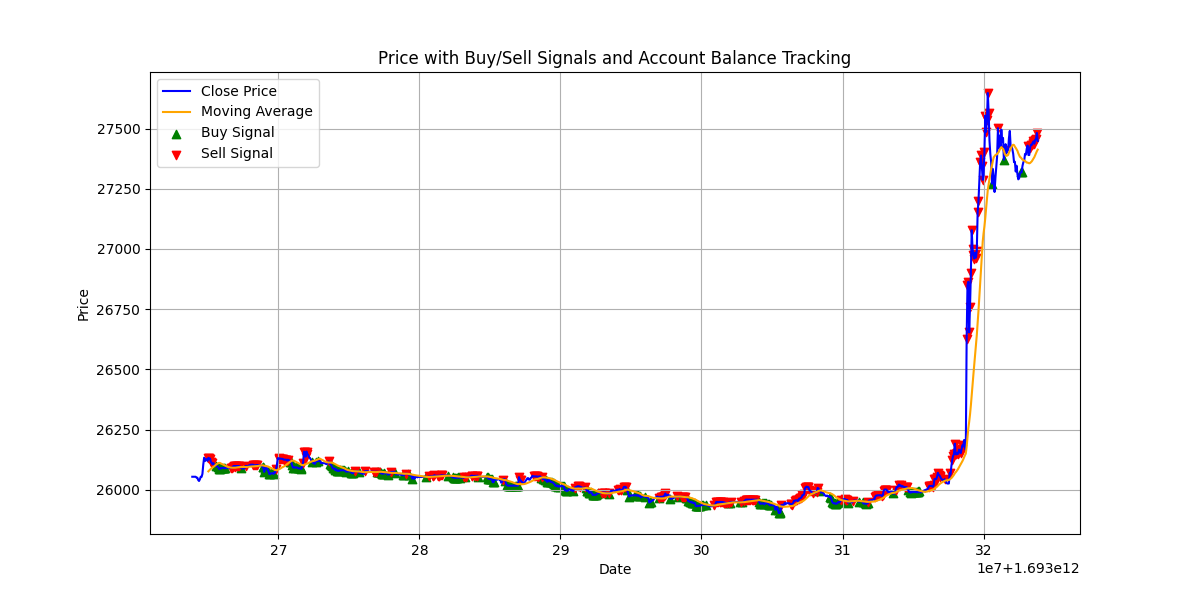 Price with Buy/Sell Signals and Account Balance Tracking
Close Price
Moving Average
Buy Signal
Sell Signal
Price
27500
27250
27000
26750
26500
26250
26000
27 28 29 30 31 32
1e7+1.693e12
Date